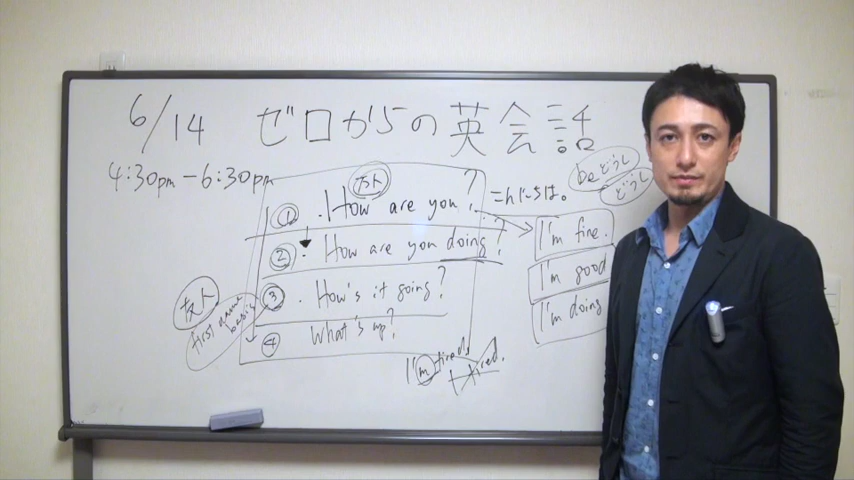 6/14 ゼロからの英会話
4:30pm - 6:30pm
友人
① ・How are you?
こんにちは。
beどうし
どうし
② ・How are you doing?
③ ・How's it going?
④ What's up?
友人
first name basis
I'm fine.
I'm good
I'm doing
I'm tired.
I tired.